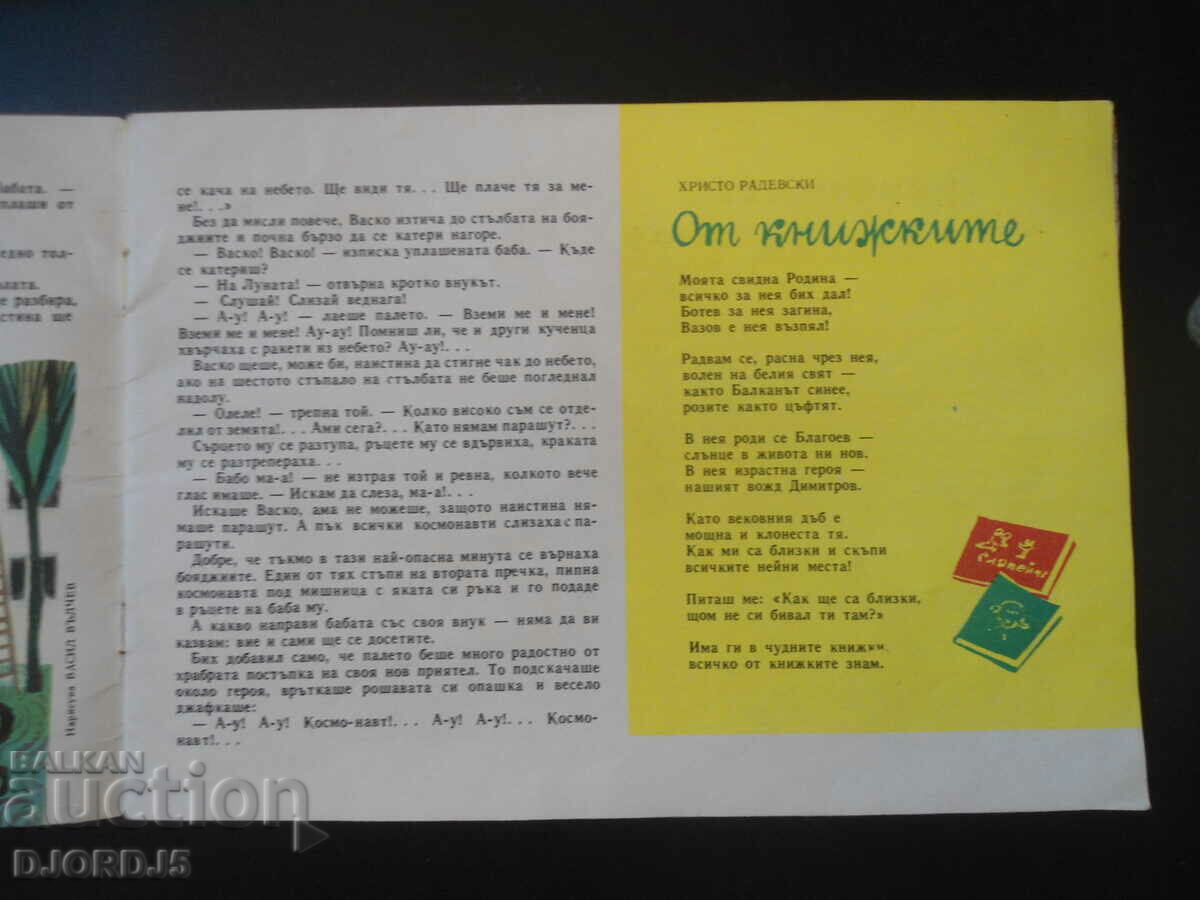 бабата. —
плаши от
едно тол-
лата.
е разбира,
стина ще
Нарисува ВАСИЛ ВЪЛЧЕВ
се кача на небето. Ще види тя... Ще плаче тя за ме-
не!...»
Без да мисли повече, Васко изтича до стълбата на боя-
джиите и почна бързо да се катери нагоре.
— Васко! Васко! — изписка уплашената баба. — Къде
се катериш?
— На Луната! — отвърна кротко внукът.
— Слушай! Слизай веднага!
— А-у! А-у! — лаеше палето. — Вземи ме и мене!
Вземи ме и мене! Ау-ау! Помниш ли, че и други кученца
хвърчаха с ракети из небето? Ау-ау!...
Васко щеше, може би, наистина да стигне чак до небето,
ако на шестото стъпало на стълбата не беше погледнал
надолу.
— Олеле! — трепна той. — Колко високо съм се отде-
лил от земята!... Ами сега?... Като нямам парашут?...
Сърцето му се разтупа, ръцете му се вдървиха, краката
му се разтрепераха...
— Бабо ма-а! — не изтрая той и ревна, колкото вече
глас имаше. — Искам да слеза, ма-а!...
Искаше Васко, ама не можеше, защото наистина ня-
маше парашут. А пък всички космонавти слизаха с па-
рашути.
Добре, че тъкмо в тази най-опасна минута се върнаха
бояджиите. Един от тях стъпи на втората пречка, пипна
космонавта под мишница с яката си ръка и го подаде
в ръцете на баба му.
А какво направи бабата със своя внук — няма да ви
казвам: вие и сами ще се досетите.
Бих добавил само, че палето беше много радостно от
храбрата постъпка на своя нов приятел. То подскачаше
около героя, врътькаше рошавата си опашка и весело
джафкаше:
— А-у! А-у! Космо-навт!... А-у! А-у!... Космо-
навт!...
ХРИСТО РАДЕВСКИ
От книжките
Моята свидна Родина —
всичко за нея бих дал!
Ботев за нея загина,
Вазов е нея възпял!
Радвам се, расна чрез нея,
волен на белия свят —
както Балканът синее,
розите както цъфтят.
В нея роди се Благоев —
слънце в живота ни нов.
В нея израстна героя —
нашият вожд Димитров.
Като вековния дъб е
мощна и клонеста тя.
Как ми са близки и скъпи
всичките нейни места!
Питаш ме: «Как ще са близки,
щом не си бивал ти там?»
Има ги в чудните книжки,
всичко от книжките знам.
BALKAN
auction
DJORDJ5